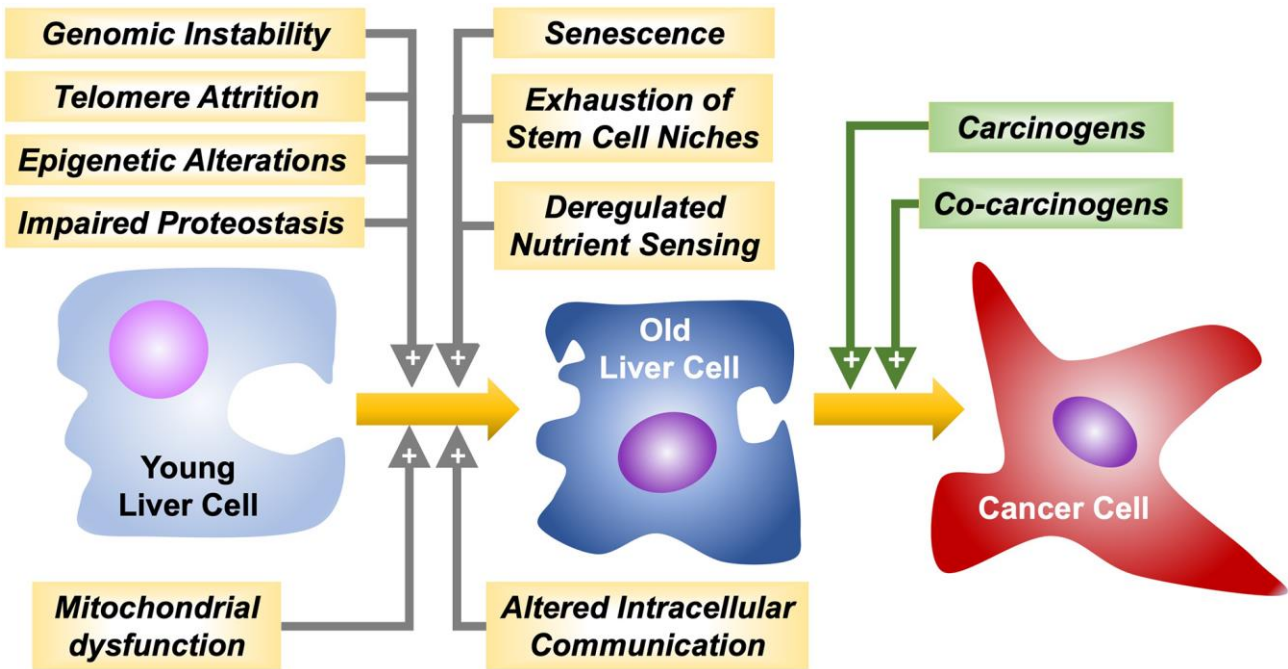 Genomic Instability
Telomere Attrition
Epigenetic Alterations
Impaired Proteostasis
Senescence
Exhaustion of
Stem Cell Niches
Deregulated
Nutrient Sensing
Carcinogens
Co-carcinogens
+
+
+
+
Young
Liver Cell
Old
Liver Cell
Cancer Cell
+
+
Mitochondrial
dysfunction
Altered Intracellular
Communication